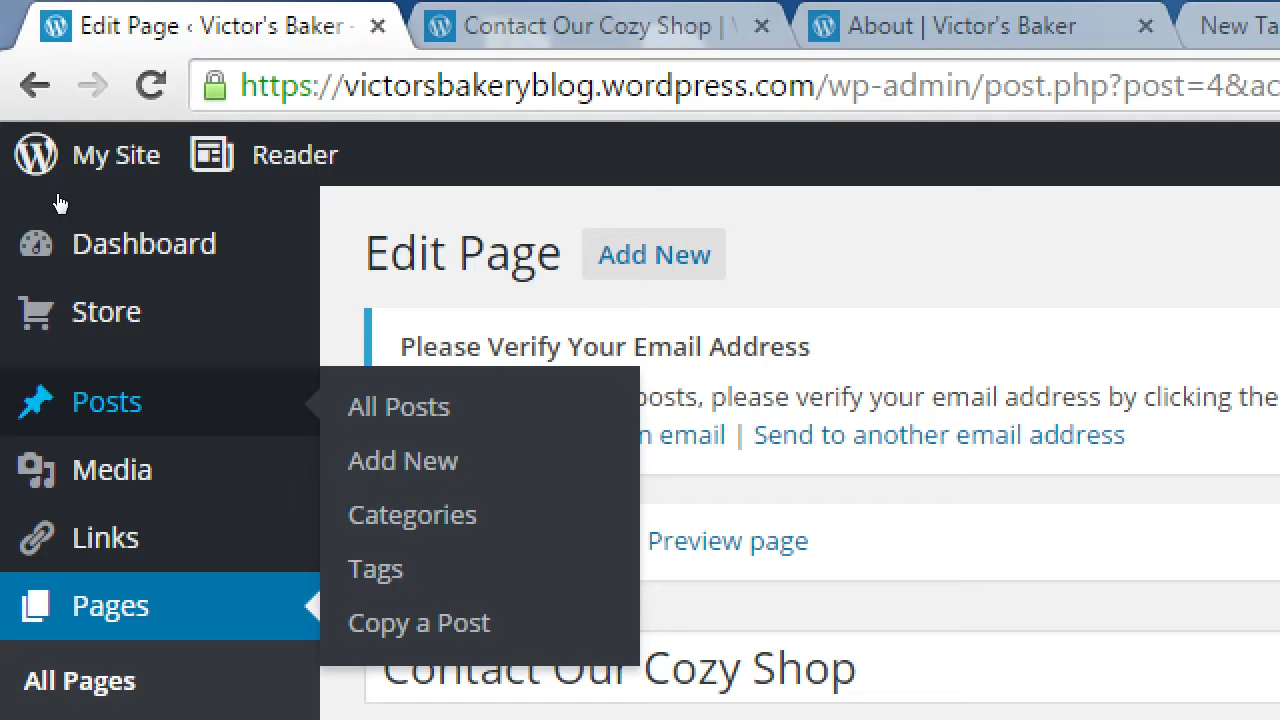 Edit Page ‹ Victor's Baker
Contact Our Cozy Shop |
About | Victor's Baker
New Ta
https://victorsbakeryblog.wordpress.com/wp-admin/post.php?post=4&ac
My Site
Reader
Dashboard
Store
Posts
Media
Links
Pages
All Pages
All Posts
Add New
Categories
Tags
Copy a Post
Edit Page
Add New
Please Verify Your Email Address
posts, please verify your email address by clicking the
n email | Send to another email address
Preview page
Contact Our Cozy Shop